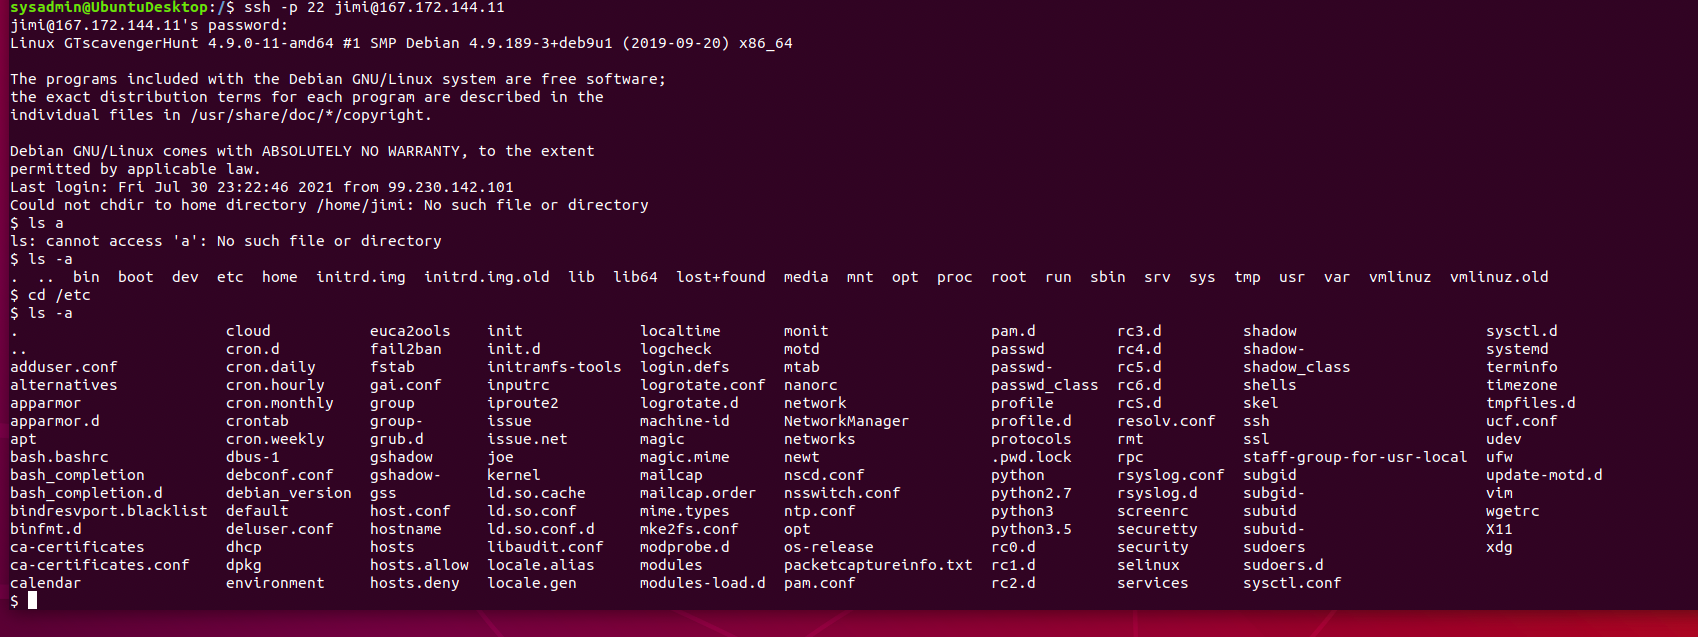 sysadmin@UbuntuDesktop:/$ ssh -p 22 jimi@167.172.144.11
jimi@167.172.144.11's password:
Linux GTscavengerHunt 4.9.0-11-amd64 #1 SMP Debian 4.9.189-3+deb9u1 (2019-09-20) x86_64
The programs included with the Debian GNU/Linux system are free software;
the exact distribution terms for each program are described in the
individual files in /usr/share/doc/*/copyright.
Debian GNU/Linux comes with ABSOLUTELY NO WARRANTY, to the extent
permitted by applicable law.
Last login: Fri Jul 30 23:22:46 2021 from 99.230.142.101
Could not chdir to home directory /home/jimi: No such file or directory
$ ls a
ls: cannot access 'a': No such file or directory
$ ls -a
.  ..  bin  boot  dev  etc  home  initrd.img  initrd.img.old  lib  lib64  lost+found  media  mnt  opt  proc  root  run  sbin  srv  sys  tmp  usr  var  vmlinuz  vmlinuz.old
$ cd /etc
$ ls -a
.  cloud  euca2ools  init  localtime  monit  pam.d  rc3.d  shadow  sysctl.d
..  cron.d  fail2ban  init.d  logcheck  motd  passwd  rc4.d  shadow-  systemd
adduser.conf  cron.daily  fstab  initramfs-tools  login.defs  mtab  passwd-  rc5.d  shadow_class  terminfo
alternatives  cron.hourly  gai.conf  inputrc  logrotate.conf  nanorc  passwd_class  rc6.d  shells  timezone
apparmor  cron.monthly  group  iproute2  logrotate.d  network  profile  rcS.d  skel  tmpfiles.d
apparmor.d  crontab  group-  issue  machine-id  NetworkManager  profile.d  resolv.conf  ssh  ucf.conf
apt  cron.weekly  grub.d  issue.net  magic  networks  protocols  rmt  ssl  udev
bash.bashrc  dbus-1  gshadow  joe  magic.mime  newt  .pwd.lock  rpc  staff-group-for-usr-local  ufw
bash_completion  debconf.conf  gshadow-  kernel  mailcap  nscd.conf  python  rsyslog.conf  subgid  update-motd.d
bash_completion.d  debian_version  gss  ld.so.cache  mailcap.order  nsswitch.conf  python2.7  rsyslog.d  subgid-  vim
bindresvport.blacklist  default  host.conf  ld.so.conf  mime.types  ntp.conf  python3  screenrc  subuid  wgetrc
binfmt.d  deluser.conf  hostname  ld.so.conf.d  mke2fs.conf  opt  python3.5  securetty  subuid-  X11
ca-certificates  dhcp  hosts  libaudit.conf  modprobe.d  os-release  rc0.d  security  sudoers  xdg
ca-certificates.conf  dpkg  hosts.allow  locale.alias  modules  packetcaptureinfo.txt  rc1.d  selinux  sudoers.d
calendar  environment  hosts.deny  locale.gen  modules-load.d  pam.conf  rc2.d  services  sysctl.conf
$